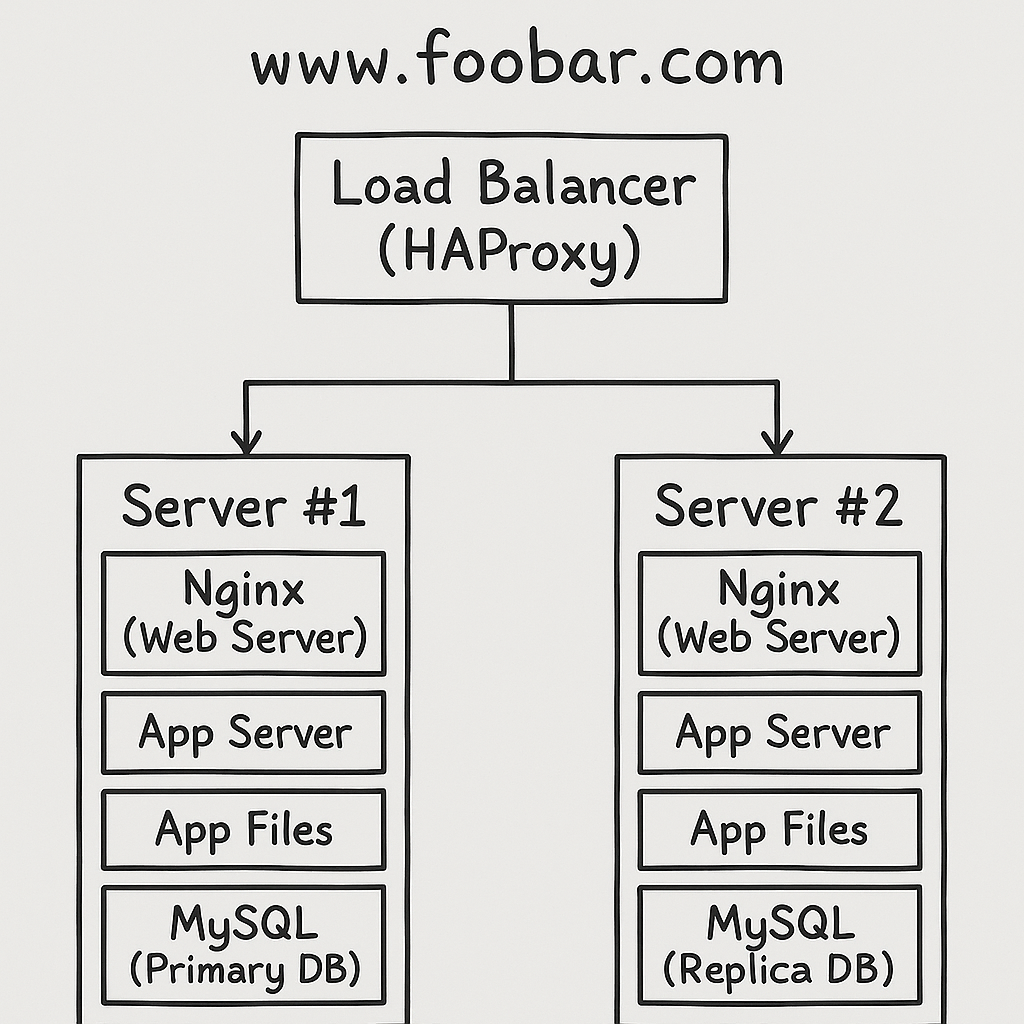 www.foobar.com
Load Balancer
(HAProxy)
Server #1
Nginx
(Web Server)
App Server
App Files
MySQL
(Primary DB)
Server #2
Nginx
(Web Server)
App Server
App Files
MySQL
(Replica DB)